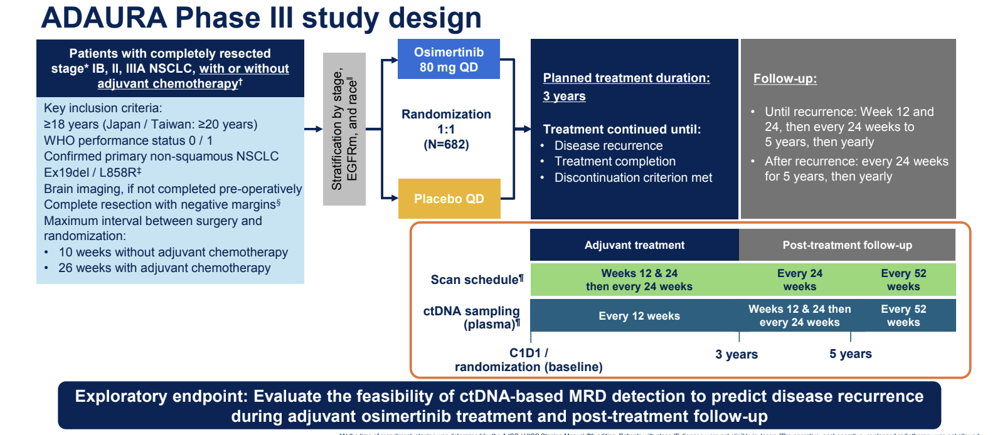 ADAURA Phase III study design
Patients with completely resected
stage* IB, II, IIIA NSCLC, with or without
adjuvant chemotherapy†
Key inclusion criteria:
≥18 years (Japan / Taiwan: ≥20 years)
WHO performance status 0 / 1
Confirmed primary non-squamous NSCLC
Ex19del / L858R‡
Brain imaging, if not completed pre-operatively
Complete resection with negative margins§
Maximum interval between surgery and
randomization:
• 10 weeks without adjuvant chemotherapy
• 26 weeks with adjuvant chemotherapy
Stratification by stage,
EGFRm, and race‖
Osimertinib
80 mg QD
Randomization
1:1
(N=682)
Placebo QD
Planned treatment duration:
3 years
Treatment continued until:
• Disease recurrence
• Treatment completion
• Discontinuation criterion met
Follow-up:
• Until recurrence: Week 12 and
24, then every 24 weeks to
5 years, then yearly
• After recurrence: every 24 weeks
for 5 years, then yearly
Adjuvant treatment
Post-treatment follow-up
Scan schedule¶
Weeks 12 & 24
then every 24 weeks
Every 24
weeks
Every 52
weeks
ctDNA sampling
(plasma)¶
Every 12 weeks
Weeks 12 & 24 then
every 24 weeks
Every 52
weeks
C1D1 /
randomization (baseline)
3 years
5 years
Exploratory endpoint: Evaluate the feasibility of ctDNA-based MRD detection to predict disease recurrence
during adjuvant osimertinib treatment and post-treatment follow-up